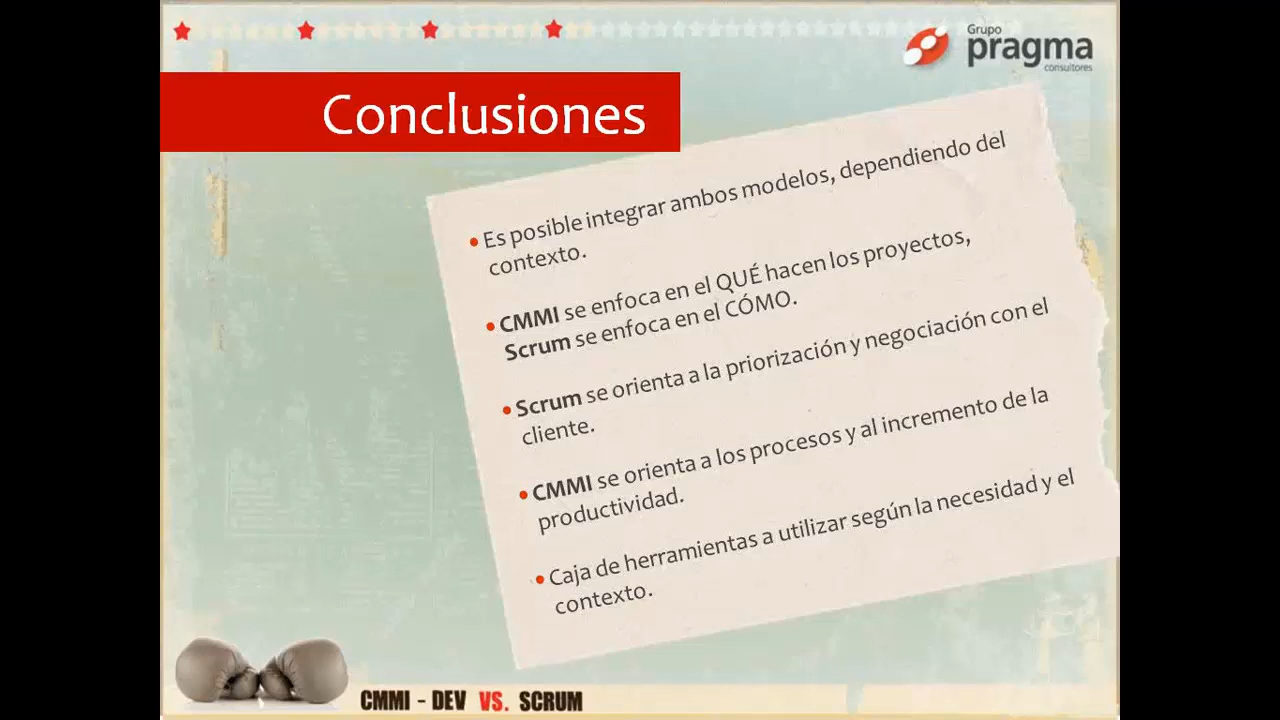 Grupo
pragma
consultores
Conclusiones
• Es posible integrar ambos modelos, dependiendo del
contexto.
• CMMI se enfoca en el QUÉ hacen los proyectos,
Scrum se enfoca en el CÓMO.
• Scrum se orienta a la priorización y negociación con el
cliente.
• CMMI se orienta a los procesos y al incremento de la
productividad.
• Caja de herramientas a utilizar según la necesidad y el
contexto.
CMMI - DEV VS. SCRUM